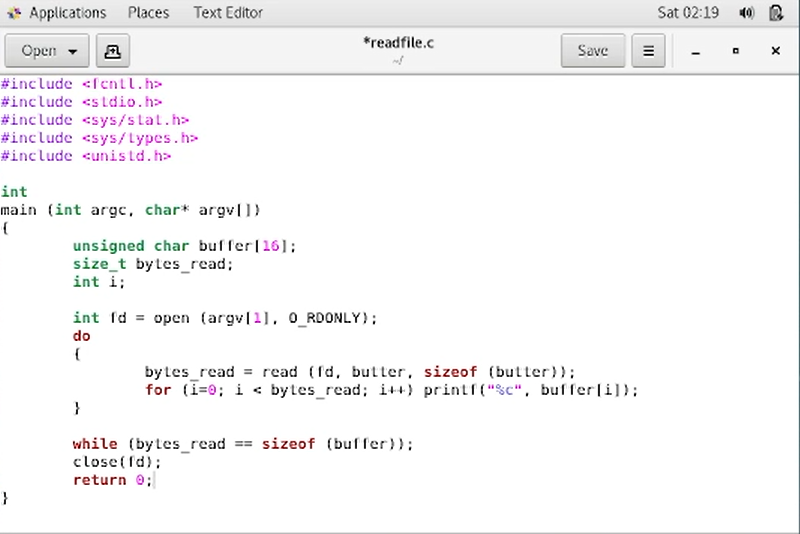 Applications Places Text Editor Sat 02:19
Open *readfile.c Save
~/
#include <fcntl.h>
#include <stdio.h>
#include <sys/stat.h>
#include <sys/types.h>
#include <unistd.h>
int
main (int argc, char* argv[])
{
unsigned char buffer[16];
size_t bytes_read;
int i;
int fd = open (argv[1], O_RDONLY);
do
{
bytes_read = read (fd, buffer, sizeof (buffer));
for (i=0; i < bytes_read; i++) printf("%c", buffer[i]);
}
while (bytes_read == sizeof (buffer));
close(fd);
return 0;
}